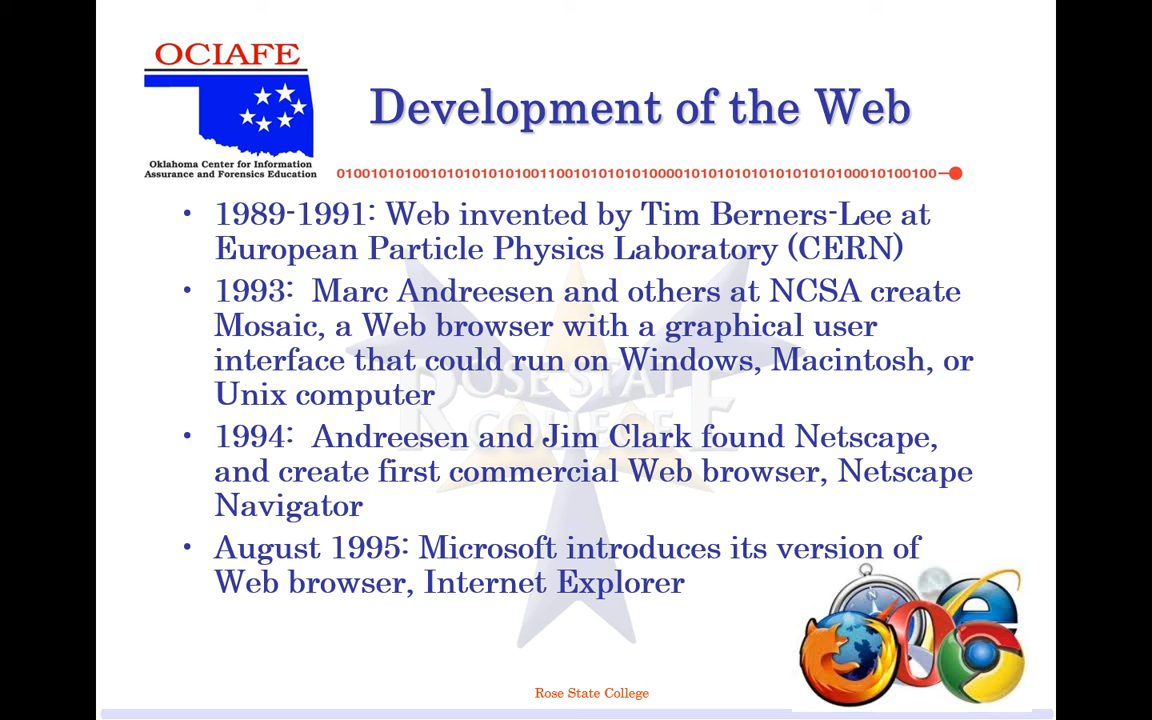 OCIAFE
Oklahoma Center for Information
Assurance and Forensics Education
Development of the Web
• 1989-1991: Web invented by Tim Berners-Lee at
European Particle Physics Laboratory (CERN)
• 1993:  Marc Andreesen and others at NCSA create
Mosaic, a Web browser with a graphical user
interface that could run on Windows, Macintosh, or
Unix computer
• 1994:  Andreesen and Jim Clark found Netscape,
and create first commercial Web browser, Netscape
Navigator
• August 1995: Microsoft introduces its version of
Web browser, Internet Explorer
ROSE STATE
COLLEGE
Rose State College